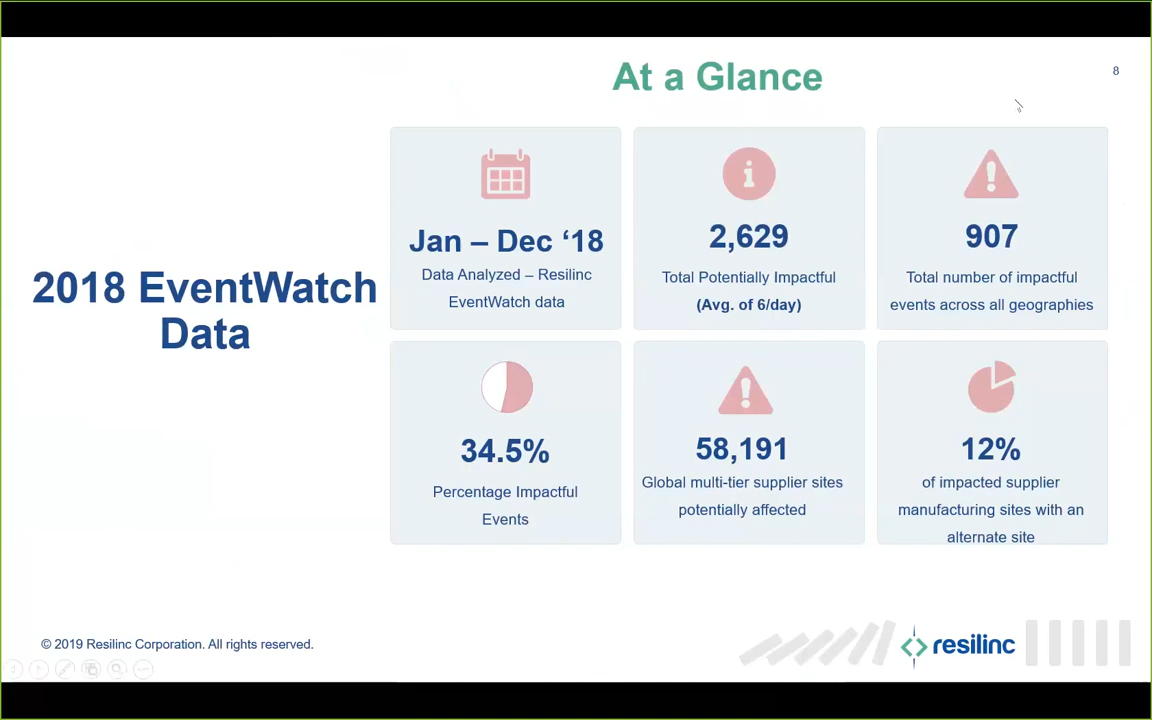 At a Glance
8
2018 EventWatch
Data
Jan – Dec ‘18
Data Analyzed – Resilinc
EventWatch data
2,629
Total Potentially Impactful
(Avg. of 6/day)
907
Total number of impactful
events across all geographies
34.5%
Percentage Impactful
Events
58,191
Global multi-tier supplier sites
potentially affected
12%
of impacted supplier
manufacturing sites with an
alternate site
© 2019 Resilinc Corporation. All rights reserved.
resilinc